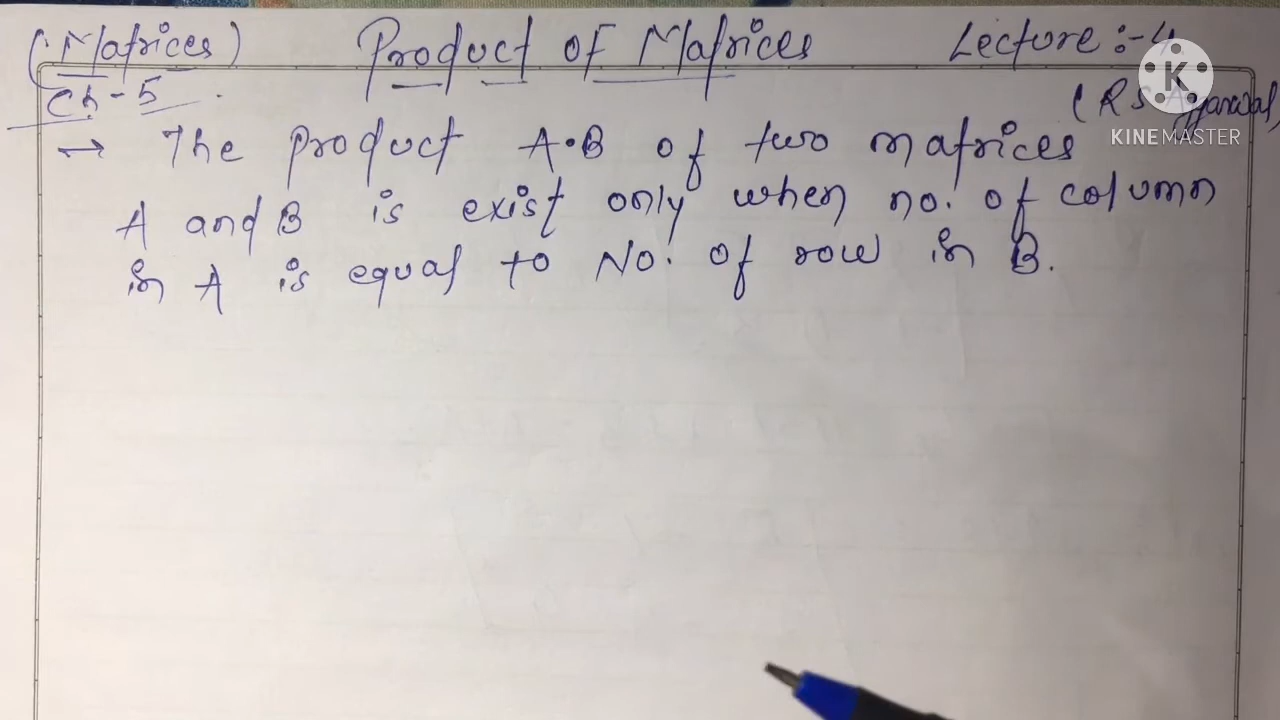 (Matrices) Product of Matrices Lecture :- 4
Ch - 5
(RS Aggarwal)
→ The product A·B of two matrices
A and B is exist only when no. of column
in A is equal to No. of row in B.
K
KINEMASTER